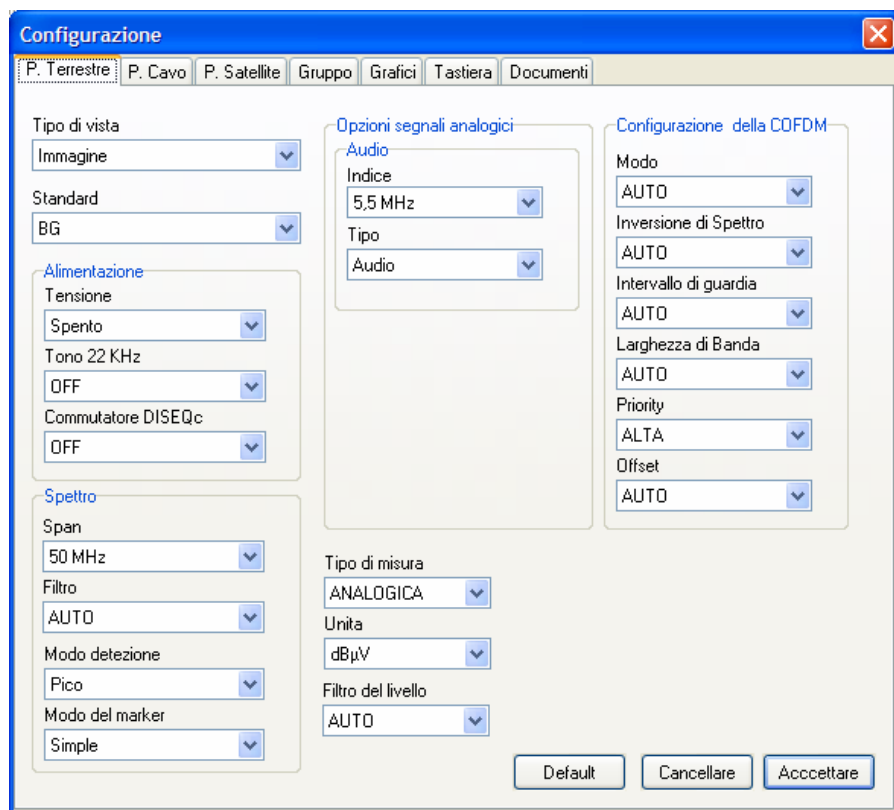 Configurazione
P. Terrestre
P. Cavo
P. Satellite
Gruppo
Grafici
Tastiera
Documenti
Tipo di vista
Immagine
Standard
BG
Alimentazione
Tensione
Spento
Tono 22 KHz
OFF
Commutatore DISEQc
OFF
Spettro
Span
50 MHz
Filtro
AUTO
Modo detezione
Pico
Modo del marker
Simple
Opzioni segnali analogici
Audio
Indice
5,5 MHz
Tipo
Audio
Tipo di misura
ANALOGICA
Unita
dBµV
Filtro del livello
AUTO
Configurazione della COFDM
Modo
AUTO
Inversione di Spettro
AUTO
Intervallo di guardia
AUTO
Larghezza di Banda
AUTO
Priority
ALTA
Offset
AUTO
Default
Cancellare
Acccettare